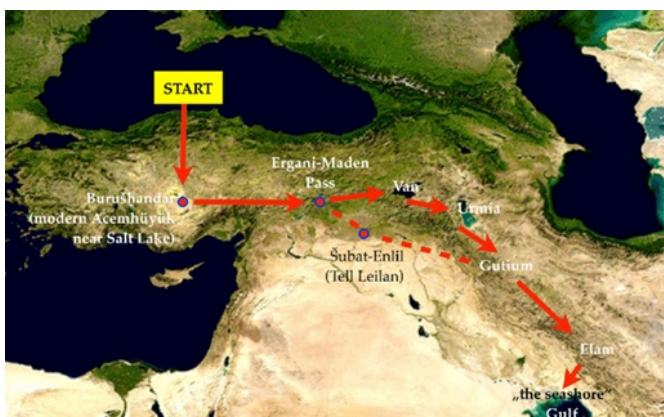 START
Ergani-Maden
Pass
Van
Burušḫandar
(modern Acemhüyük
near Salt Lake)
Urmia
Šubat-Enlil
(Tell Leilan)
Gutium
Elam
„the seashore“
Gulf